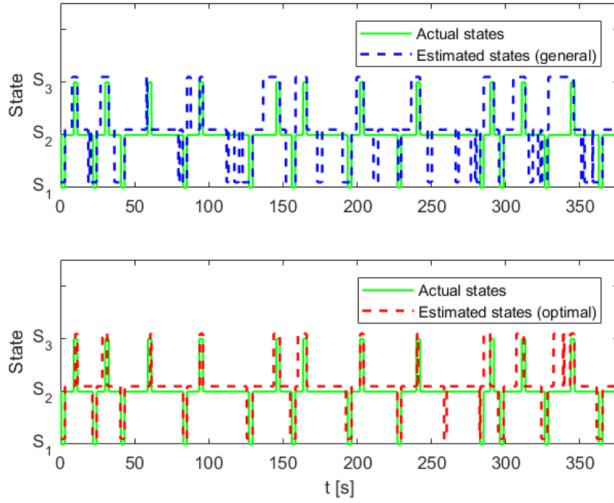 Actual states
Estimated states (general)
State
S3
S2
S1
0 50 100 150 200 250 300 350
Actual states
Estimated states (optimal)
State
S3
S2
S1
0 50 100 150 200 250 300 350
t [s]